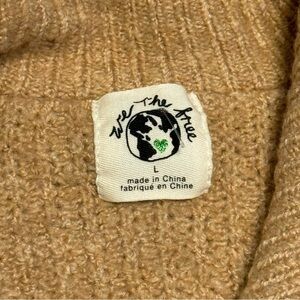 We The Free
L
made in China
fabriqué en Chine